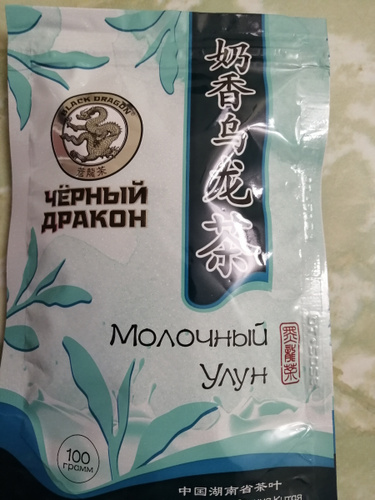 BLACK DRAGON
ЧЁРНЫЙ
ДРАКОН
奶香乌龙茶
Молочный
Улун
100
грамм
中国湖南省茶叶